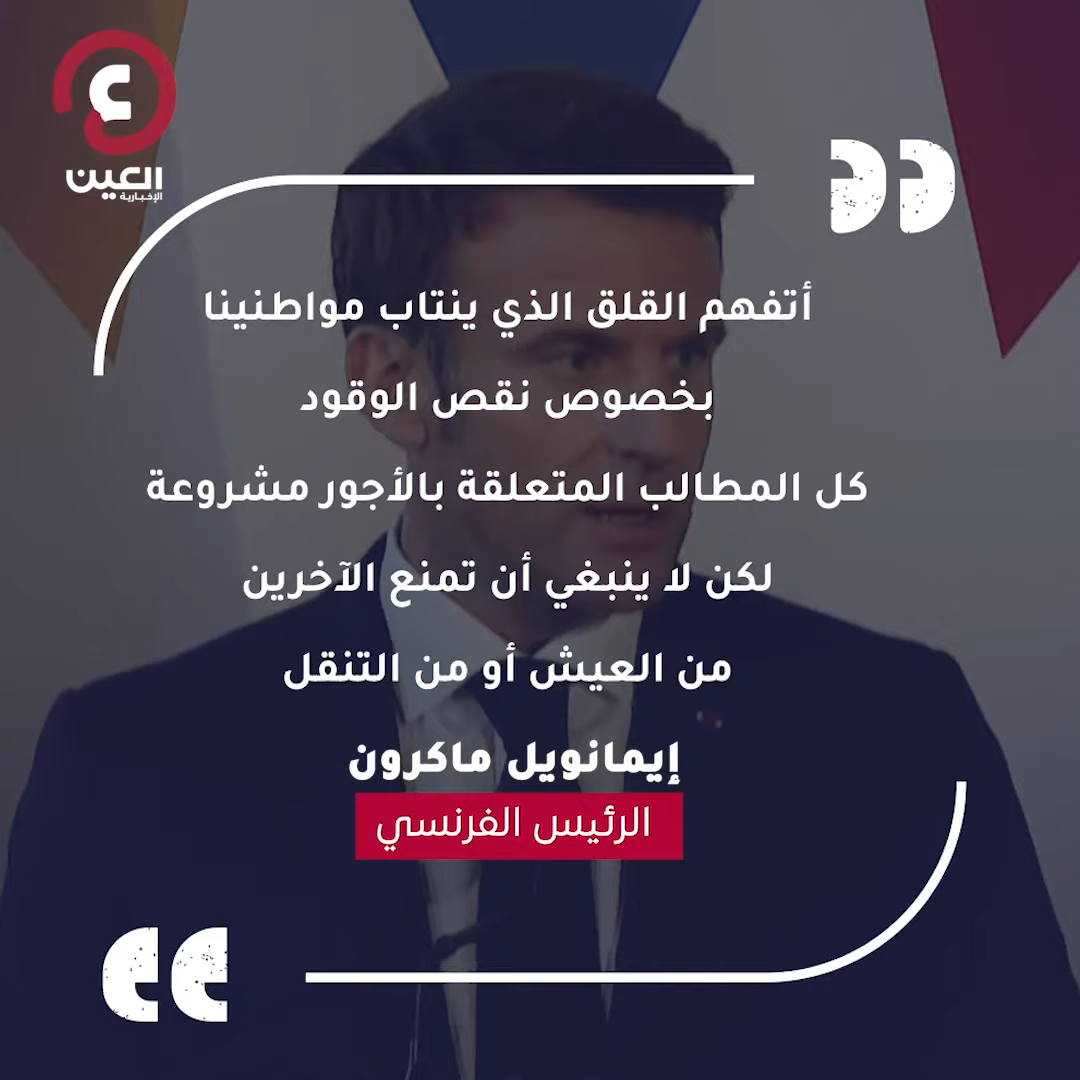 العين
الإخبارية
أتفهم القلق الذي ينتاب مواطنينا
بخصوص نقص الوقود
كل المطالب المتعلقة بالأجور مشروعة
لكن لا ينبغي أن تمنع الآخرين
من العيش أو من التنقل
إيمانويل ماكرون
الرئيس الفرنسي